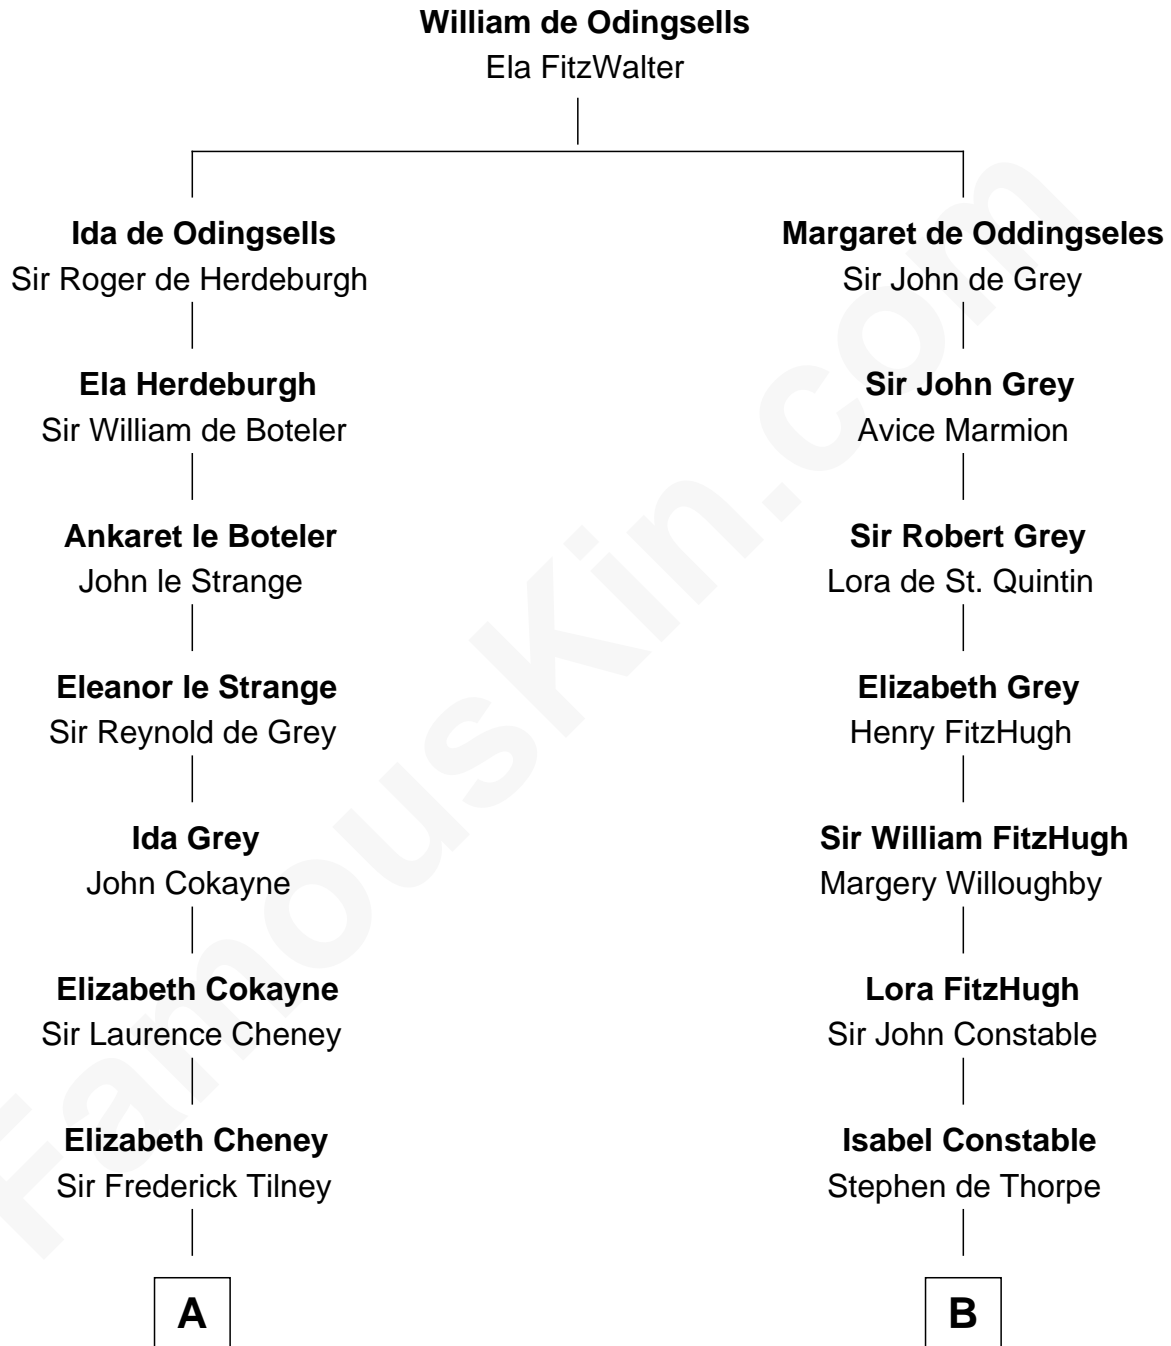 William de Odingsells
Ela FitzWalter
Ida de Odingsells
Sir Roger de Herdeburgh
Margaret de Oddingseles
Sir John de Grey
Ela Herdeburgh
Sir William de Boteler
Sir John Grey
Avice Marmion
Ankaret le Boteler
John le Strange
Sir Robert Grey
Lora de St. Quintin
Eleanor le Strange
Sir Reynold de Grey
Elizabeth Grey
Henry FitzHugh
Ida Grey
John Cokayne
Sir William FitzHugh
Margery Willoughby
Elizabeth Cokayne
Sir Laurence Cheney
Lora FitzHugh
Sir John Constable
Elizabeth Cheney
Sir Frederick Tilney
Isabel Constable
Stephen de Thorpe
A
B
FamousKin.com